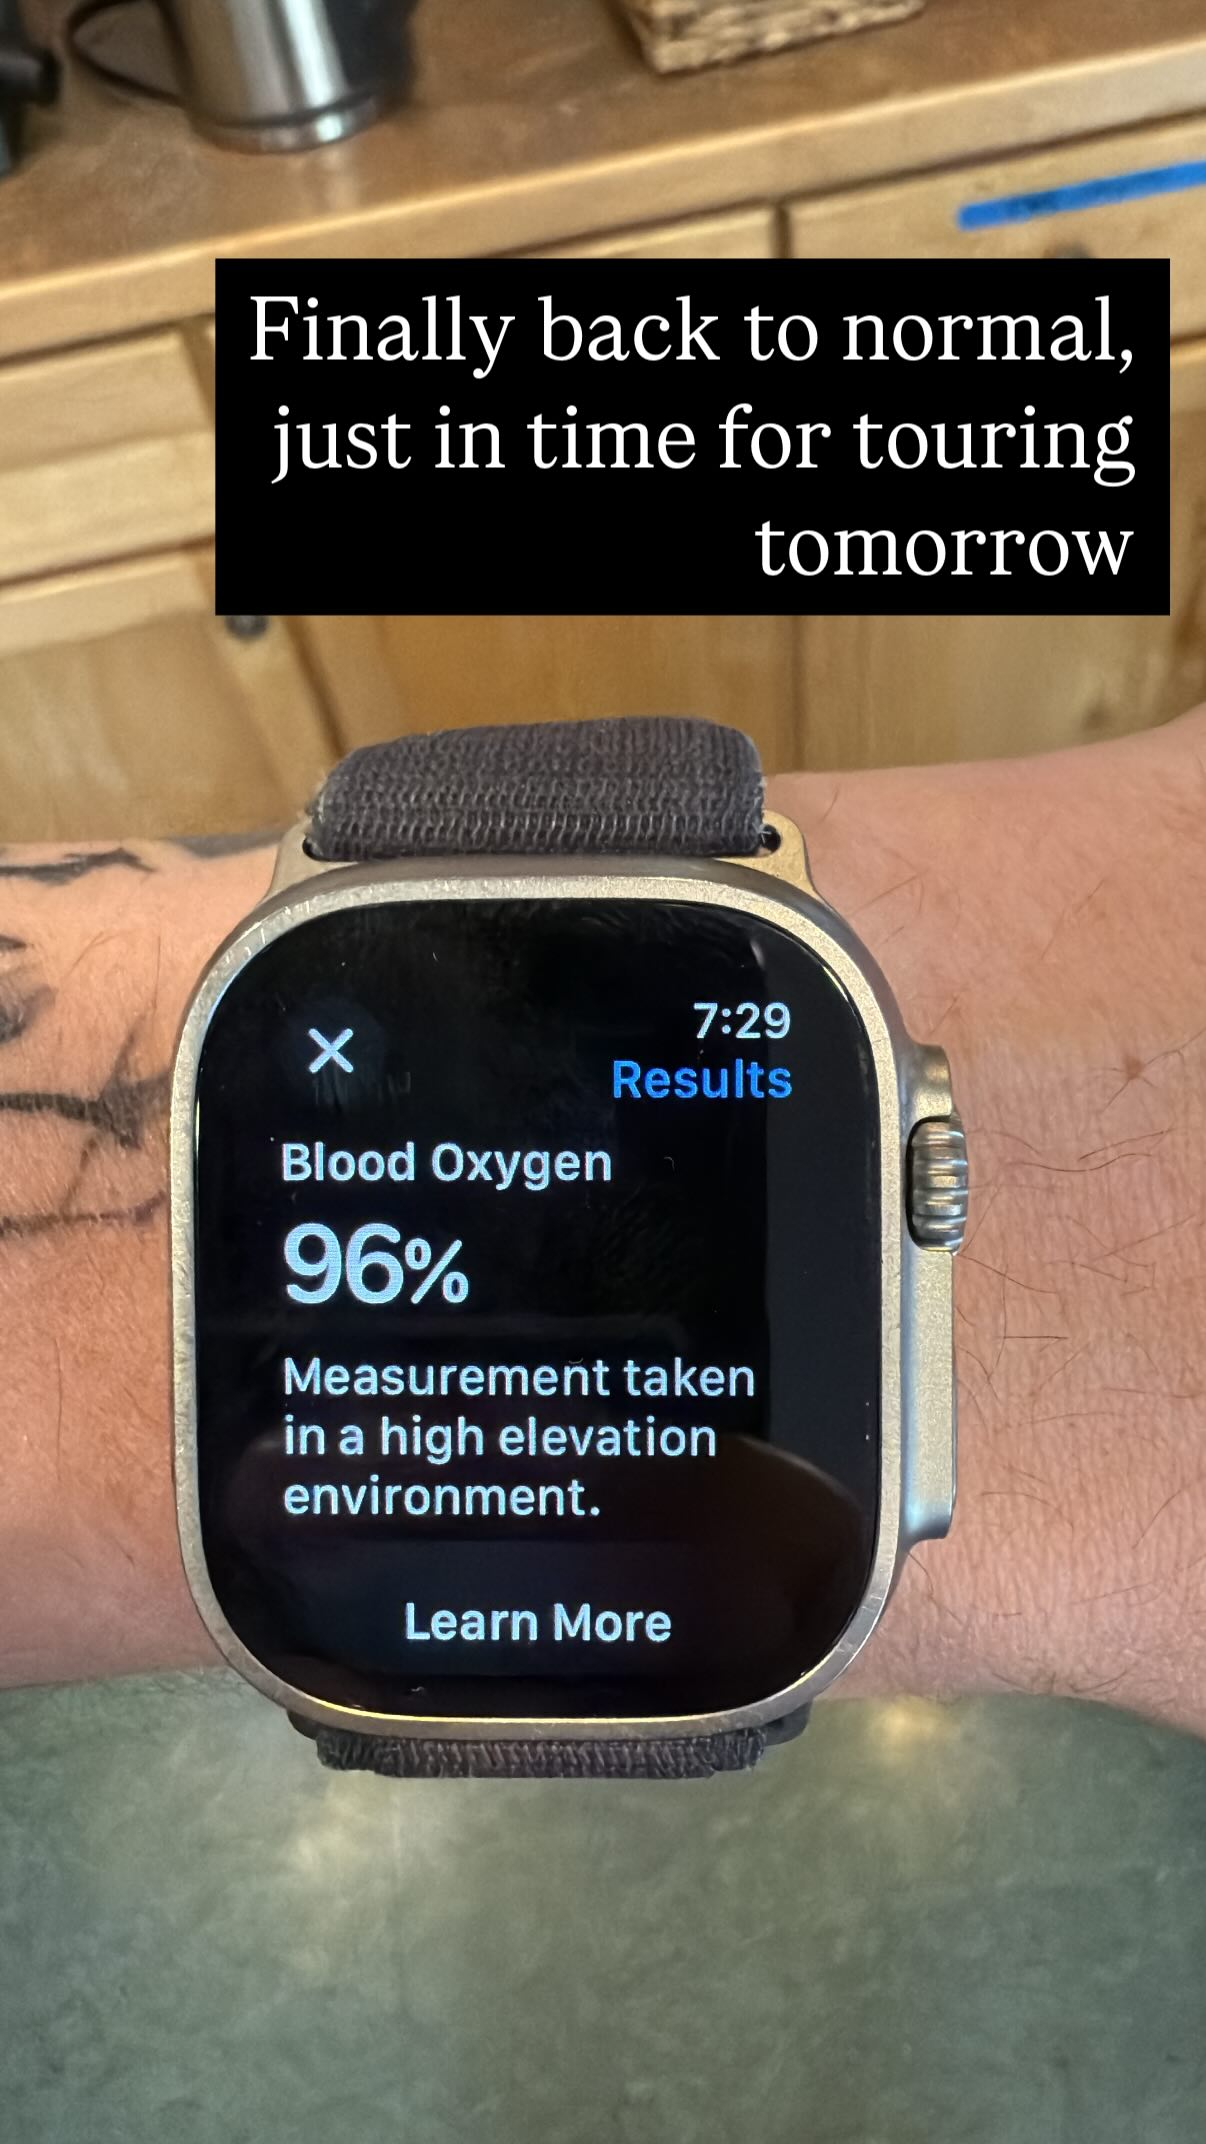 Finally back to normal,
just in time for touring
tomorrow
7:29
Results
Blood Oxygen
96%
Measurement taken
in a high elevation
environment.
Learn More